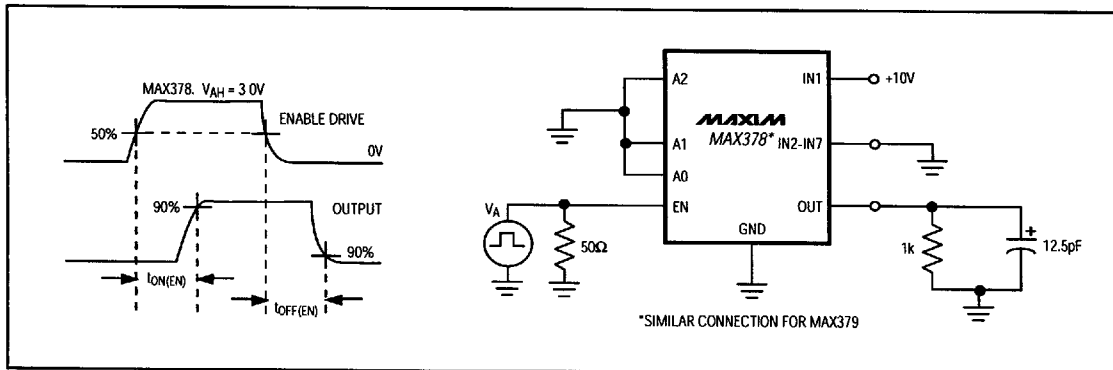 MAX378. VAH = 3.0V
50%
ENABLE DRIVE
0V
90%
OUTPUT
90%
tON(EN)
tOFF(EN)
A2
IN1
+10V
MAXIM
MAX378*
A1
IN2-IN7
A0
VA
EN
OUT
50Ω
GND
1k
+
12.5pF
*SIMILAR CONNECTION FOR MAX379